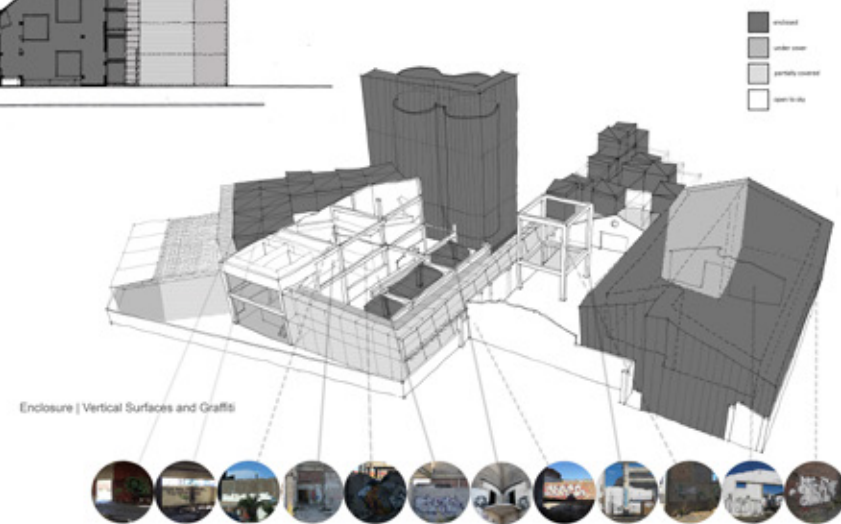 enclosed
under cover
partially covered
open to sky
Enclosure | Vertical Surfaces and Graffiti